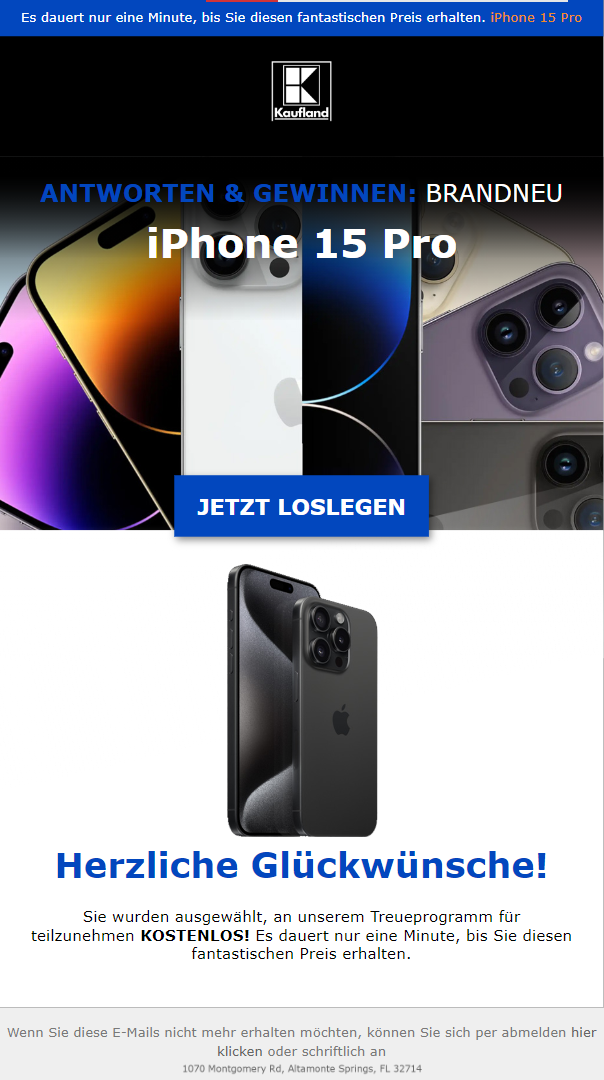 Es dauert nur eine Minute, bis Sie diesen fantastischen Preis erhalten. iPhone 15 Pro
Kaufland
ANTWORTEN & GEWINNEN: BRANDNEU
iPhone 15 Pro
JETZT LOSLEGEN
Herzliche Glückwünsche!
Sie wurden ausgewählt, an unserem Treueprogramm für
teilzunehmen KOSTENLOS! Es dauert nur eine Minute, bis Sie diesen
fantastischen Preis erhalten.
Wenn Sie diese E-Mails nicht mehr erhalten möchten, können Sie sich per abmelden hier
klicken oder schriftlich an
1070 Montgomery Rd, Altamonte Springs, FL 32714